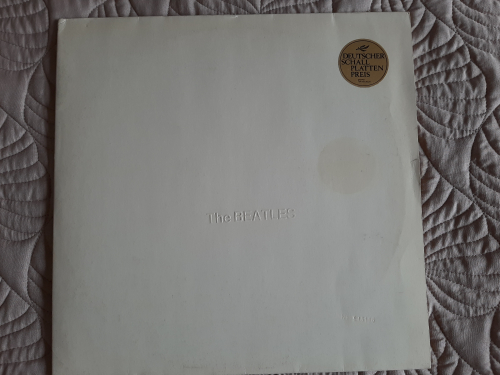 DEUTSCHER
SCHALL
PLATTEN
PREIS
The BEATLES